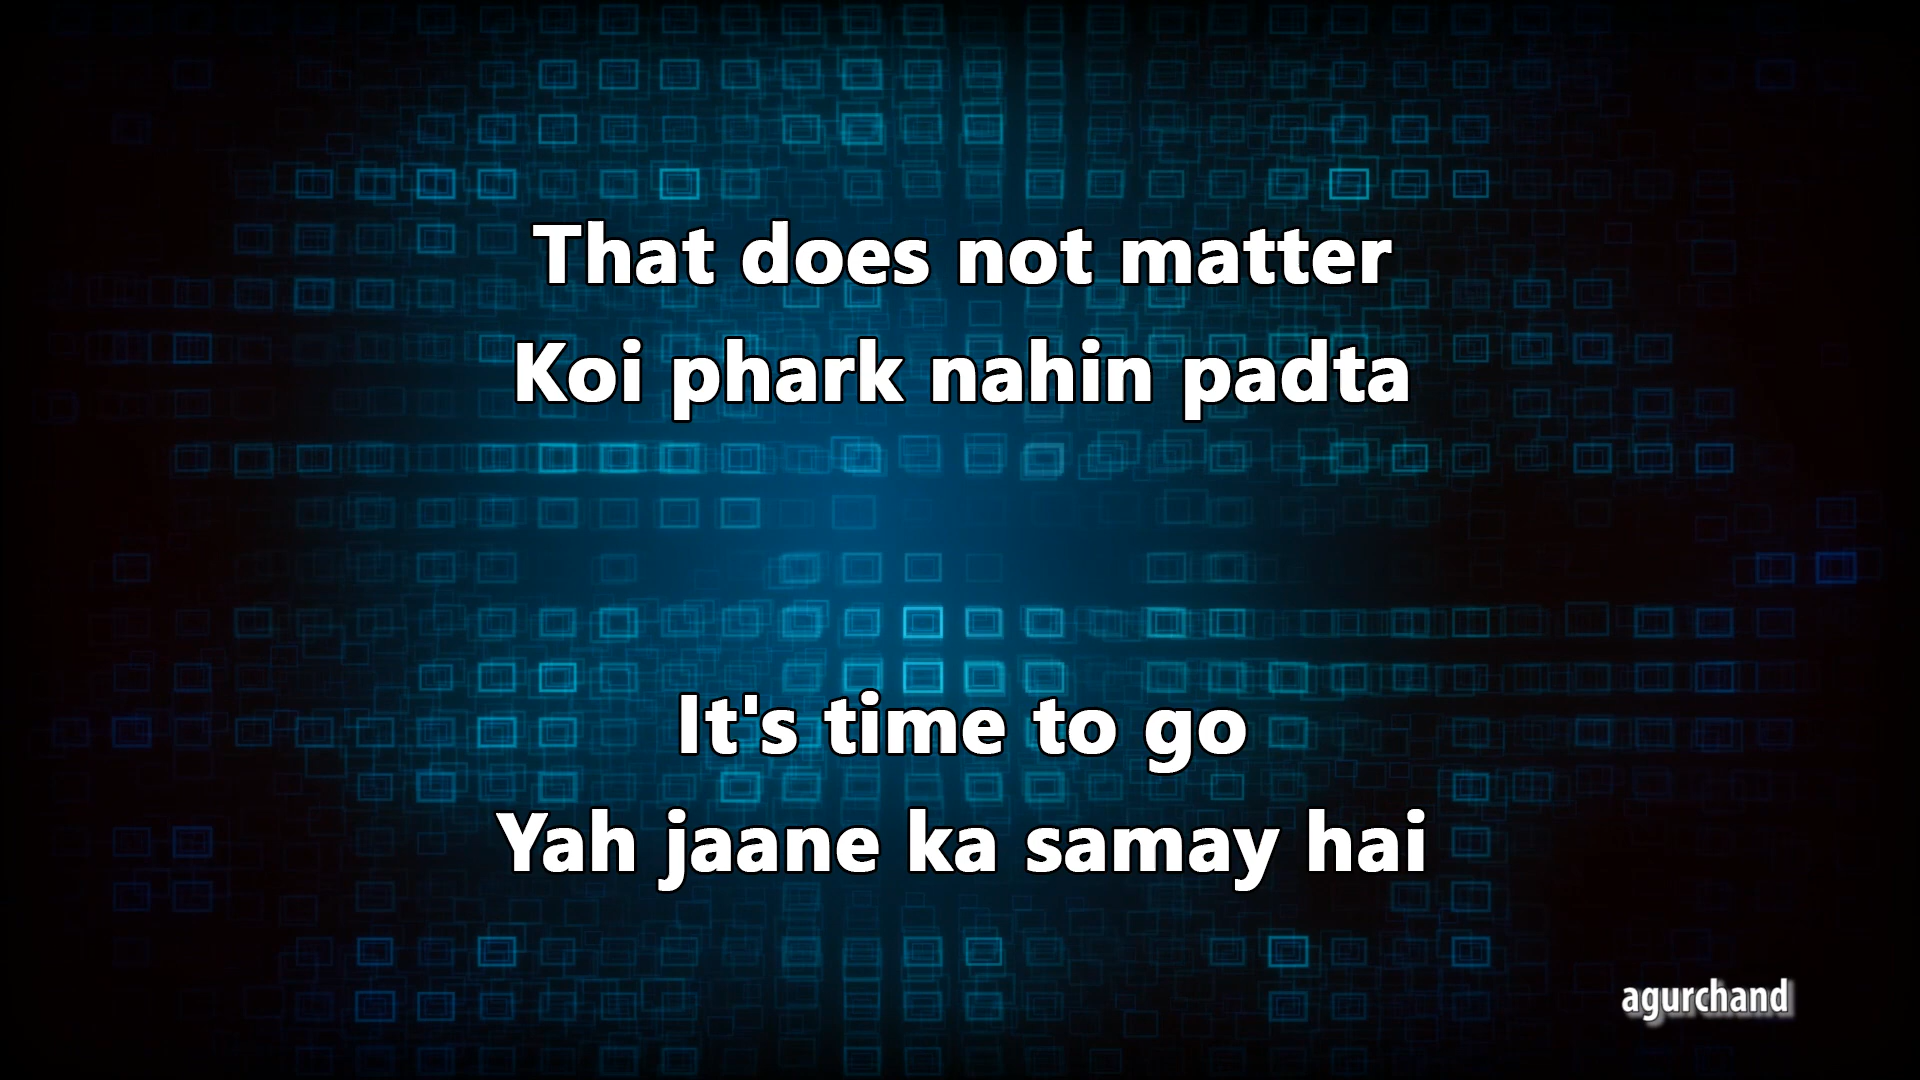 That does not matter
Koi phark nahin padta
It's time to go
Yah jaane ka samay hai
agurchand